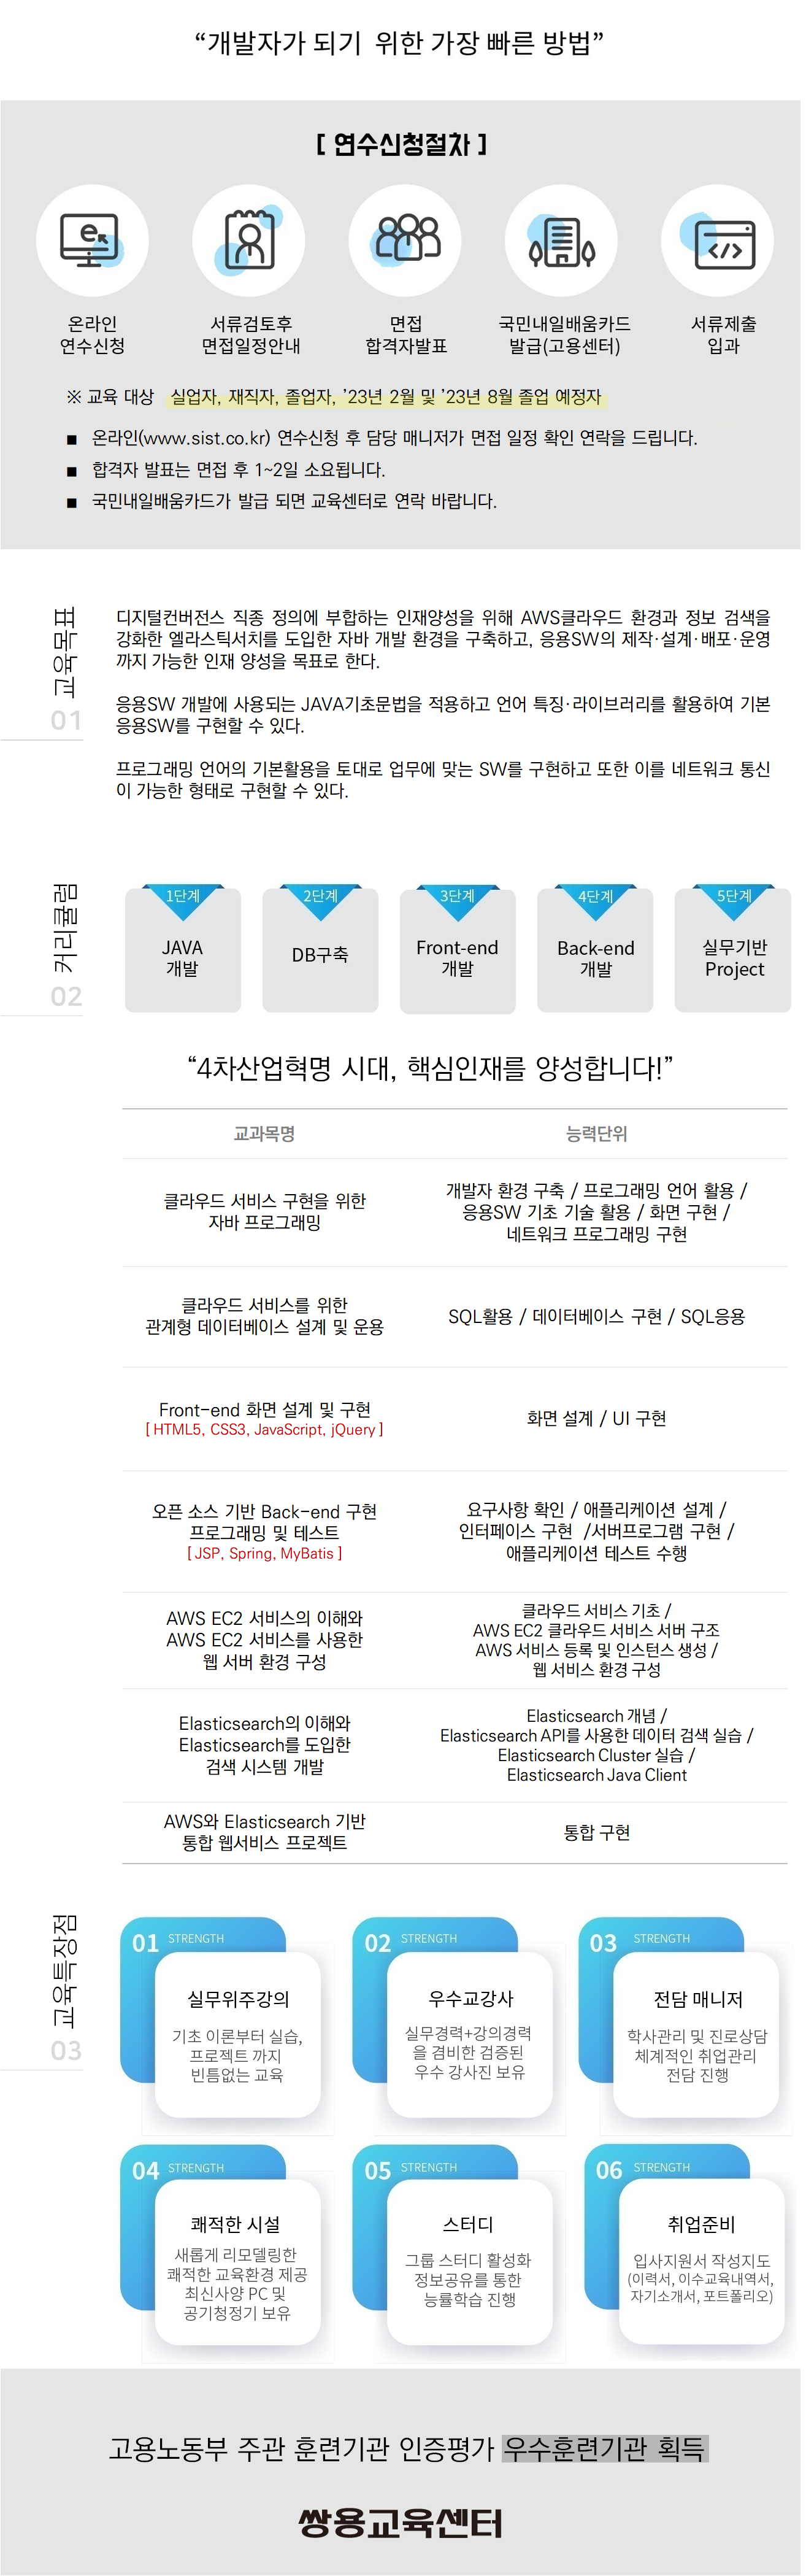 “개발자가 되기 위한 가장 빠른 방법”
[ 연수신청절차 ]
온라인
연수신청
서류검토후
면접일정안내
면접
합격자발표
국민내일배움카드
발급(고용센터)
서류제출
입과
※ 교육 대상 실업자, 재직자, 졸업자, ’23년 2월 및 ’23년 8월 졸업 예정자
■ 온라인(www.sist.co.kr) 연수신청 후 담당 매니저가 면접 일정 확인 연락을 드립니다.
■ 합격자 발표는 면접 후 1~2일 소요됩니다.
■ 국민내일배움카드가 발급 되면 교육센터로 연락 바랍니다.
교육목표
01
디지털컨버전스 직종 정의에 부합하는 인재양성을 위해 AWS클라우드 환경과 정보 검색을
강화한 엘라스틱서치를 도입한 자바 개발 환경을 구축하고, 응용SW의 제작·설계·배포·운영
까지 가능한 인재 양성을 목표로 한다.
응용SW 개발에 사용되는 JAVA기초문법을 적용하고 언어 특징·라이브러리를 활용하여 기본
응용SW를 구현할 수 있다.
프로그래밍 언어의 기본활용을 토대로 업무에 맞는 SW를 구현하고 또한 이를 네트워크 통신
이 가능한 형태로 구현할 수 있다.
커리큘럼
02
1단계
JAVA
개발
2단계
DB구축
3단계
Front-end
개발
4단계
Back-end
개발
5단계
실무기반
Project
“4차산업혁명 시대, 핵심인재를 양성합니다!”
교과목명
능력단위
클라우드 서비스 구현을 위한
자바 프로그래밍
개발자 환경 구축 / 프로그래밍 언어 활용 /
응용SW 기초 기술 활용 / 화면 구현 /
네트워크 프로그래밍 구현
클라우드 서비스를 위한
관계형 데이터베이스 설계 및 운용
SQL활용 / 데이터베이스 구현 / SQL응용
Front-end 화면 설계 및 구현
[ HTML5, CSS3, JavaScript, jQuery ]
화면 설계 / UI 구현
오픈 소스 기반 Back-end 구현
프로그래밍 및 테스트
[ JSP, Spring, MyBatis ]
요구사항 확인 / 애플리케이션 설계 /
인터페이스 구현 /서버프로그램 구현 /
애플리케이션 테스트 수행
AWS EC2 서비스의 이해와
AWS EC2 서비스를 사용한
웹 서버 환경 구성
클라우드 서비스 기초 /
AWS EC2 클라우드 서비스 서버 구조
AWS 서비스 등록 및 인스턴스 생성 /
웹 서비스 환경 구성
Elasticsearch의 이해와
Elasticsearch를 도입한
검색 시스템 개발
Elasticsearch 개념 /
Elasticsearch API를 사용한 데이터 검색 실습 /
Elasticsearch Cluster 실습 /
Elasticsearch Java Client
AWS와 Elasticsearch 기반
통합 웹서비스 프로젝트
통합 구현
교육특장점
03
01 STRENGTH
실무위주강의
기초 이론부터 실습,
프로젝트 까지
빈틈없는 교육
02 STRENGTH
우수교강사
실무경력+강의경력
을 겸비한 검증된
우수 강사진 보유
03 STRENGTH
전담 매니저
학사관리 및 진로상담
체계적인 취업관리
전담 진행
04 STRENGTH
쾌적한 시설
새롭게 리모델링한
쾌적한 교육환경 제공
최신사양 PC 및
공기청정기 보유
05 STRENGTH
스터디
그룹 스터디 활성화
정보공유를 통한
능률학습 진행
06 STRENGTH
취업준비
입사지원서 작성지도
(이력서, 이수교육내역서,
자기소개서, 포트폴리오)
고용노동부 주관 훈련기관 인증평가 우수훈련기관 획득
쌍용교육센터